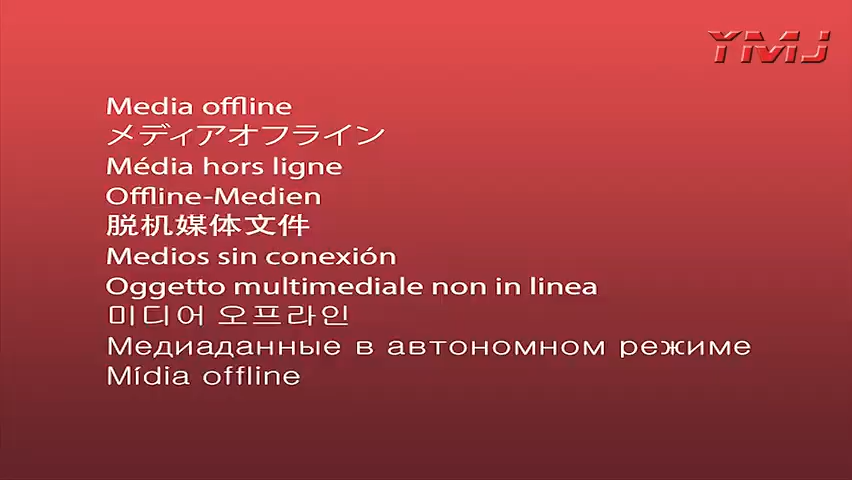 YMJ
Media offline
メディアオフライン
Média hors ligne
Offline-Medien
脱机媒体文件
Medios sin conexión
Oggetto multimediale non in linea
미디어 오프라인
Медиаданные в автономном режиме
Mídia offline